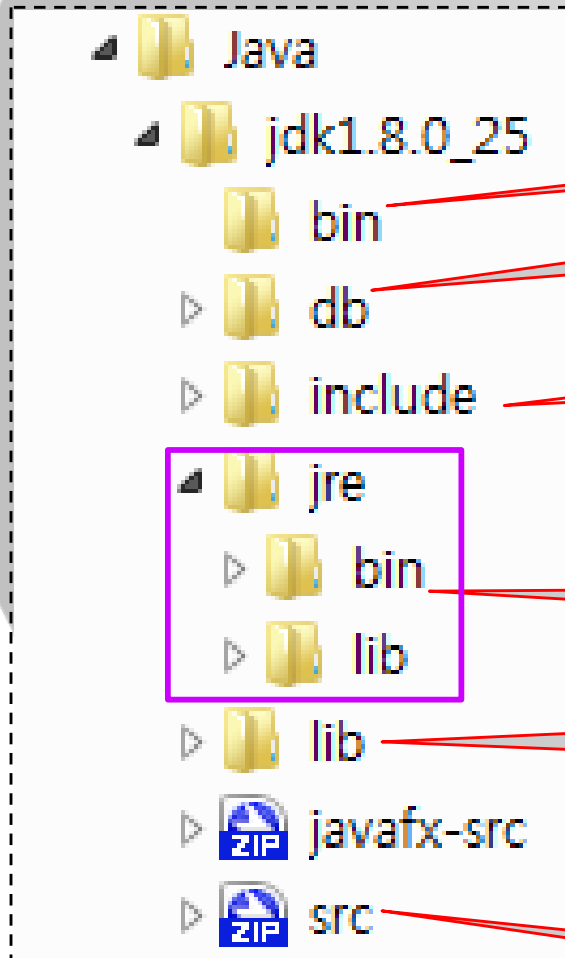 Java
jdk1.8.0_25
bin
db
include
jre
bin
lib
lib
ZIP javafx-src
ZIP src